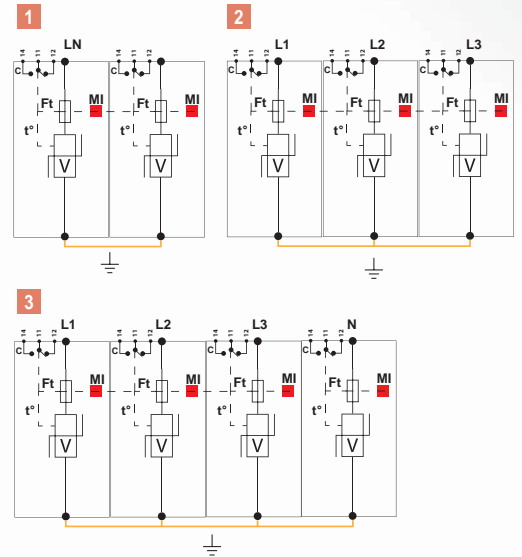 1
LN
14 11 12 14 11 12
C C
Ft MI Ft MI
t° t°
V V
2
L1 L2 L3
14 11 12 14 11 12 14 11 12
C C C
Ft MI Ft MI Ft MI
t° t° t°
V V V
3
L1 L2 L3 N
14 11 12 14 11 12 14 11 12 14 11 12
C C C C
Ft MI Ft MI Ft MI Ft MI
t° t° t° t°
V V V V